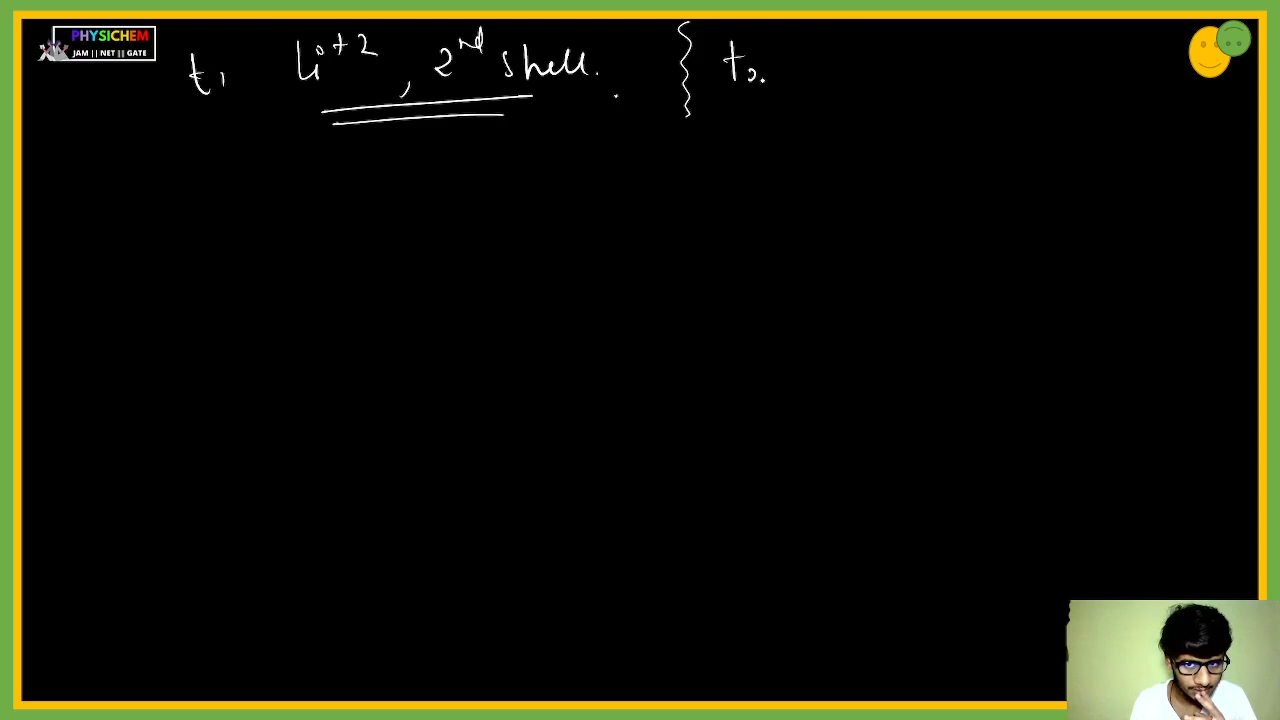 PHYSICHEM
JAM || NET || GATE
t₁ Li⁺², 2ⁿᵈ shell. } t₂.